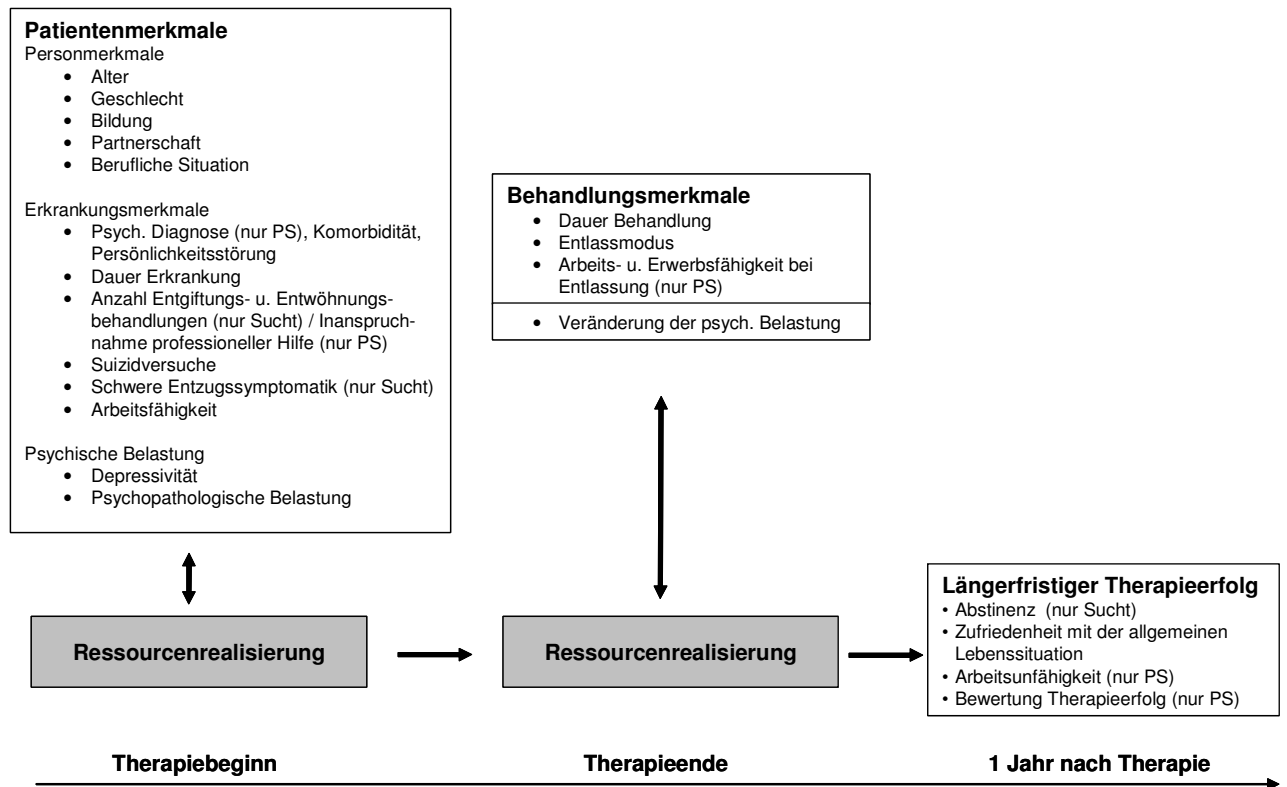 Patientenmerkmale
Personmerkmale
• Alter
• Geschlecht
• Bildung
• Partnerschaft
• Berufliche Situation
Erkrankungsmerkmale
• Psych. Diagnose (nur PS), Komorbidität,
Persönlichkeitsstörung
• Dauer Erkrankung
• Anzahl Entgiftungs- u. Entwöhnungs-
behandlungen (nur Sucht) / Inanspruch-
nahme professioneller Hilfe (nur PS)
• Suizidversuche
• Schwere Entzugssymptomatik (nur Sucht)
• Arbeitsfähigkeit
Psychische Belastung
• Depressivität
• Psychopathologische Belastung
Behandlungsmerkmale
• Dauer Behandlung
• Entlassmodus
• Arbeits- u. Erwerbsfähigkeit bei
Entlassung (nur PS)
• Veränderung der psych. Belastung
Ressourcenrealisierung
Ressourcenrealisierung
Längerfristiger Therapieerfolg
• Abstinenz (nur Sucht)
• Zufriedenheit mit der allgemeinen
Lebenssituation
• Arbeitsunfähigkeit (nur PS)
• Bewertung Therapieerfolg (nur PS)
Therapiebeginn
Therapieende
1 Jahr nach Therapie